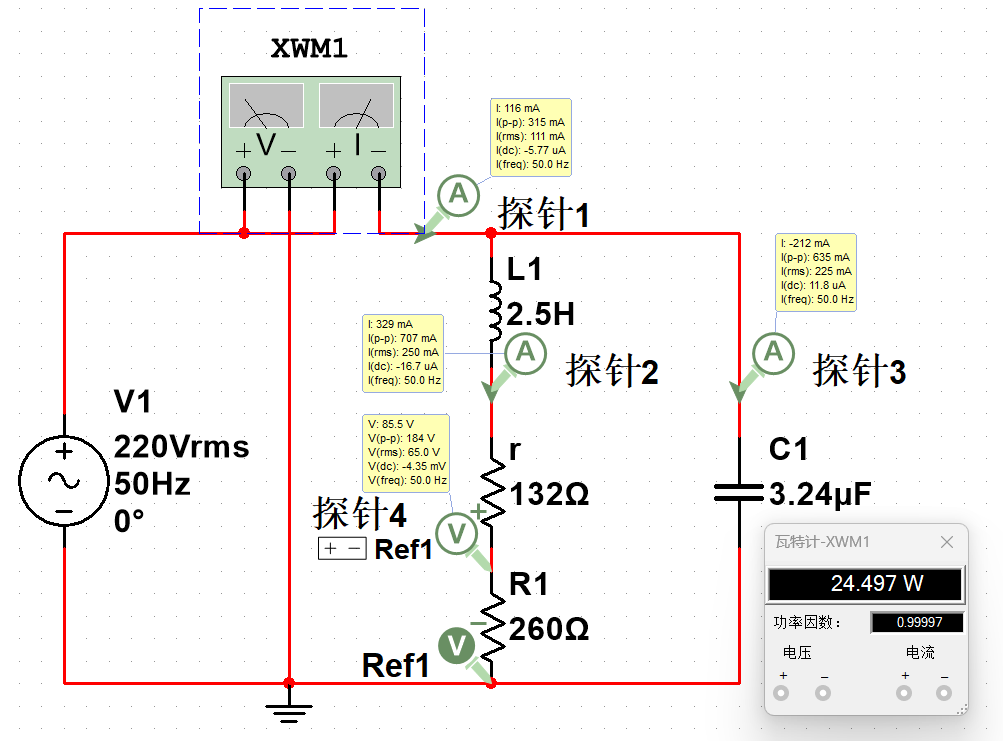 XWM1
V
I
+ − + −
I: 116 mA
I(p-p): 315 mA
I(rms): 111 mA
I(dc): -5.77 uA
I(freq): 50.0 Hz
A
探针1
L1
2.5H
I: -212 mA
I(p-p): 635 mA
I(rms): 225 mA
I(dc): 11.8 uA
I(freq): 50.0 Hz
A
探针3
I: 329 mA
I(p-p): 707 mA
I(rms): 250 mA
I(dc): -16.7 uA
I(freq): 50.0 Hz
A
探针2
V1
220Vrms
50Hz
0°
+
−
V: 85.5 V
V(p-p): 184 V
V(rms): 65.0 V
V(dc): -4.35 mV
V(freq): 50.0 Hz
探针4
+ − Ref1
V
+
r
132Ω
C1
3.24µF
R1
260Ω
−
V
Ref1
瓦特计-XWM1
24.497 W
功率因数： 0.99997
电压 电流
+ − + −